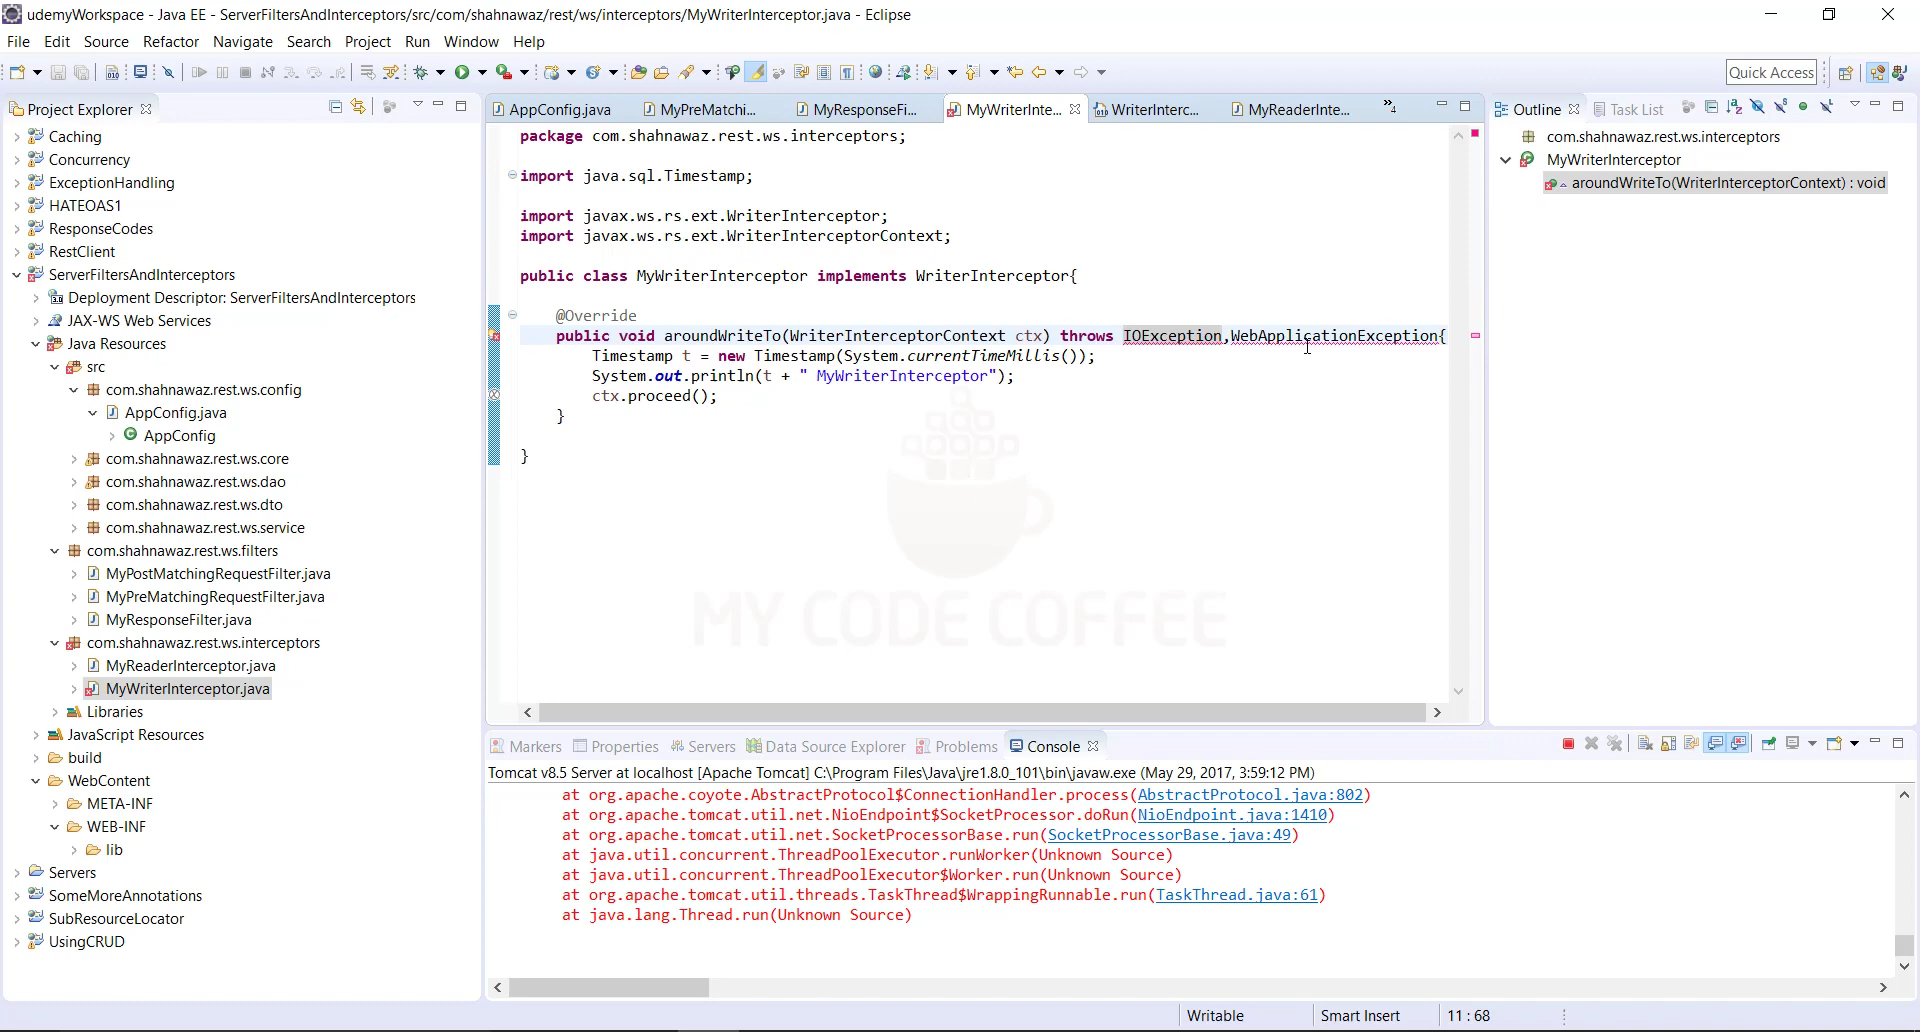 udemyWorkspace - Java EE - ServerFiltersAndInterceptors/src/com/shahnawaz/rest/ws/interceptors/MyWriterInterceptor.java - Eclipse
File Edit Source Refactor Navigate Search Project Run Window Help
Quick Access
Project Explorer
Caching
Concurrency
ExceptionHandling
HATEOAS1
ResponseCodes
RestClient
ServerFiltersAndInterceptors
Deployment Descriptor: ServerFiltersAndInterceptors
JAX-WS Web Services
Java Resources
src
com.shahnawaz.rest.ws.config
AppConfig.java
AppConfig
com.shahnawaz.rest.ws.core
com.shahnawaz.rest.ws.dao
com.shahnawaz.rest.ws.dto
com.shahnawaz.rest.ws.service
com.shahnawaz.rest.ws.filters
MyPostMatchingRequestFilter.java
MyPreMatchingRequestFilter.java
MyResponseFilter.java
com.shahnawaz.rest.ws.interceptors
MyReaderInterceptor.java
MyWriterInterceptor.java
Libraries
JavaScript Resources
build
WebContent
META-INF
WEB-INF
lib
Servers
SomeMoreAnnotations
SubResourceLocator
UsingCRUD
AppConfig.java MyPreMatchi... MyResponseFi... MyWriterInte... WriterInterc... MyReaderInte... »4
package com.shahnawaz.rest.ws.interceptors;
import java.sql.Timestamp;
import javax.ws.rs.ext.WriterInterceptor;
import javax.ws.rs.ext.WriterInterceptorContext;
public class MyWriterInterceptor implements WriterInterceptor{
@Override
public void aroundWriteTo(WriterInterceptorContext ctx) throws IOException,WebApplicationException{
Timestamp t = new Timestamp(System.currentTimeMillis());
System.out.println(t + " MyWriterInterceptor");
ctx.proceed();
}
}
MY CODE COFFEE
Outline Task List
com.shahnawaz.rest.ws.interceptors
MyWriterInterceptor
aroundWriteTo(WriterInterceptorContext) : void
Markers Properties Servers Data Source Explorer Problems Console
Tomcat v8.5 Server at localhost [Apache Tomcat] C:\Program Files\Java\jre1.8.0_101\bin\javaw.exe (May 29, 2017, 3:59:12 PM)
at org.apache.coyote.AbstractProtocol$ConnectionHandler.process(AbstractProtocol.java:802)
at org.apache.tomcat.util.net.NioEndpoint$SocketProcessor.doRun(NioEndpoint.java:1410)
at org.apache.tomcat.util.net.SocketProcessorBase.run(SocketProcessorBase.java:49)
at java.util.concurrent.ThreadPoolExecutor.runWorker(Unknown Source)
at java.util.concurrent.ThreadPoolExecutor$Worker.run(Unknown Source)
at org.apache.tomcat.util.threads.TaskThread$WrappingRunnable.run(TaskThread.java:61)
at java.lang.Thread.run(Unknown Source)
Writable Smart Insert 11 : 68